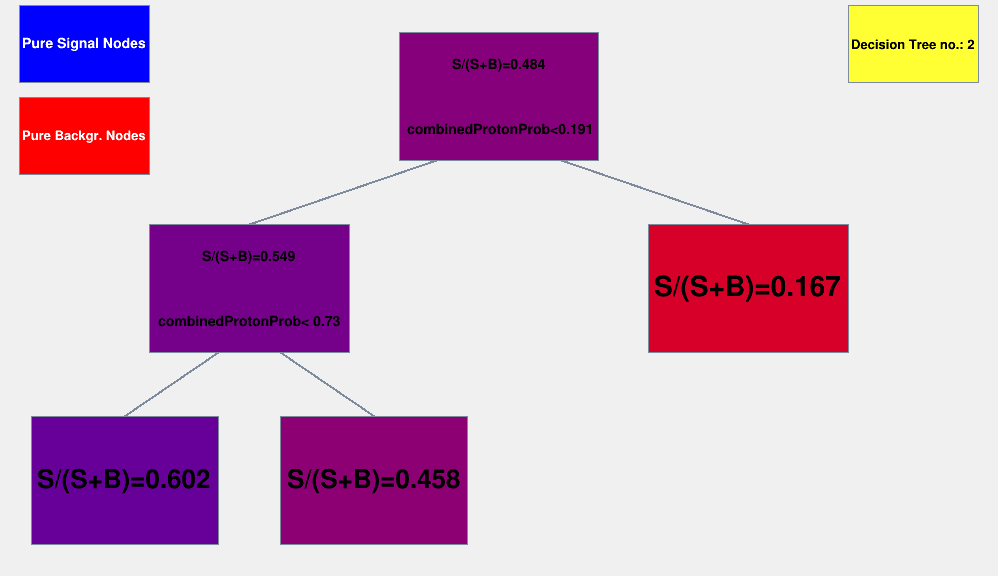 Pure Signal Nodes
Pure Backgr. Nodes
Decision Tree no.: 2
S/(S+B)=0.484
combinedProtonProb<0.191
S/(S+B)=0.549
combinedProtonProb< 0.73
S/(S+B)=0.167
S/(S+B)=0.602
S/(S+B)=0.458